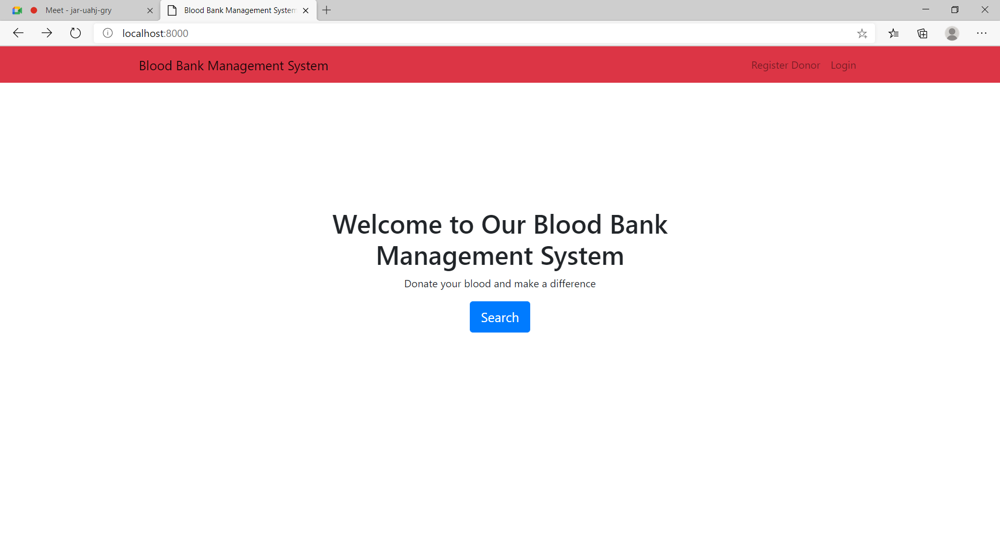 Meet - jar-uahj-gry
Blood Bank Management System
localhost:8000
Blood Bank Management System
Register Donor
Login
Welcome to Our Blood Bank
Management System
Donate your blood and make a difference
Search